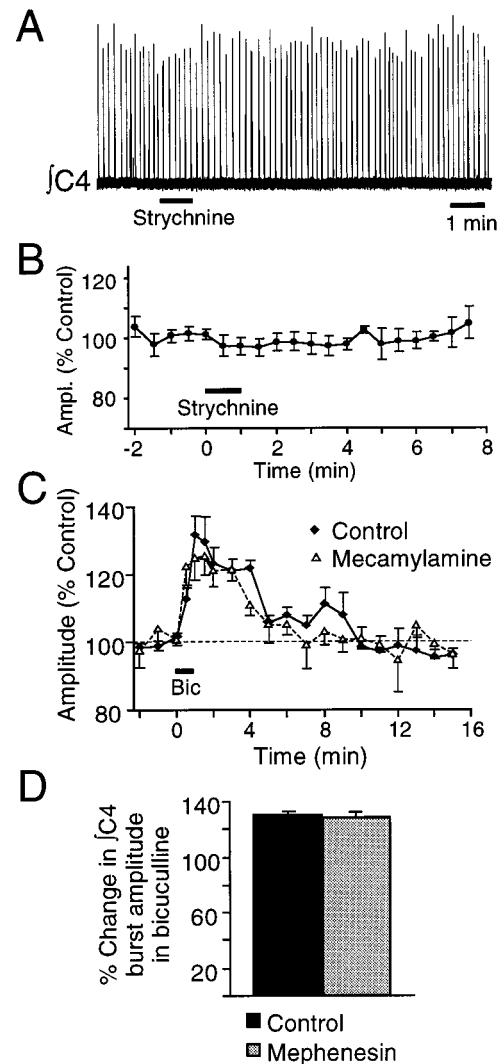 A
∫C4
Strychnine
1 min
B
Ampl. (% Control)
120
100
80
Strychnine
-2 0 2 4 6 8
Time (min)
C
Amplitude (% Control)
140
120
100
80
Control
Mecamylamine
Bic
0 4 8 12 16
Time (min)
D
% Change in ∫C4
burst amplitude
in bicuculline
140
100
60
20
Control
Mephenesin